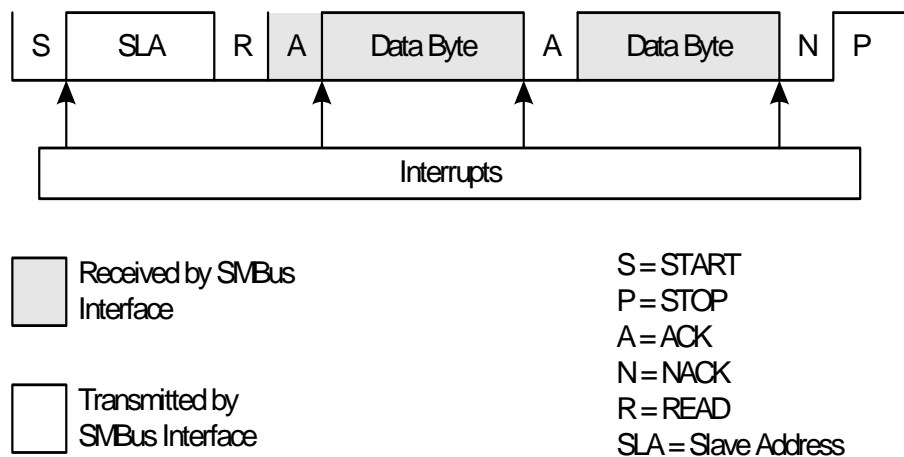 S SLA R A Data Byte A Data Byte N P
Interrupts
Received by SMBus
Interface
Transmitted by
SMBus Interface
S = START
P = STOP
A = ACK
N = NACK
R = READ
SLA = Slave Address